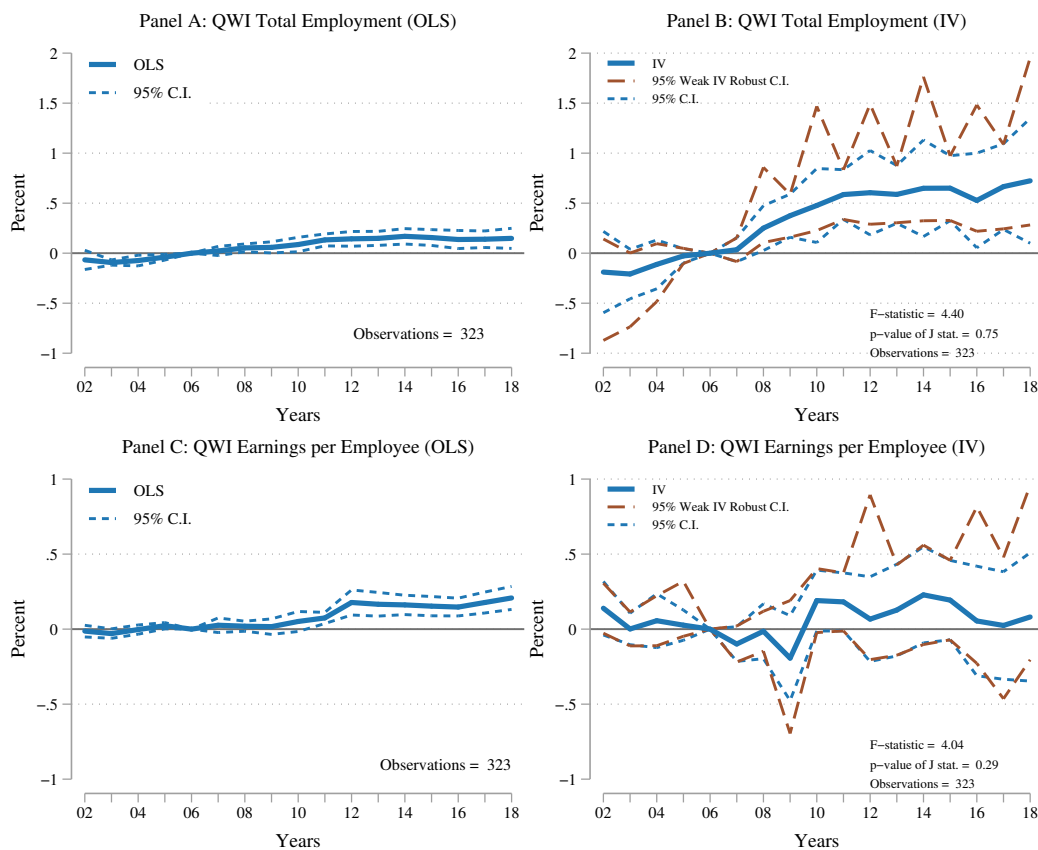 Panel A: QWI Total Employment (OLS)
2
1.5
1
.5
0
−.5
−1
Percent
OLS
95% C.I.
Observations = 323
02 04 06 08 10 12 14 16 18
Years
Panel B: QWI Total Employment (IV)
2
1.5
1
.5
0
−.5
−1
Percent
IV
95% Weak IV Robust C.I.
95% C.I.
F−statistic = 4.40
p−value of J stat. = 0.75
Observations = 323
02 04 06 08 10 12 14 16 18
Years
Panel C: QWI Earnings per Employee (OLS)
1
.5
0
−.5
−1
Percent
OLS
95% C.I.
Observations = 323
02 04 06 08 10 12 14 16 18
Years
Panel D: QWI Earnings per Employee (IV)
1
.5
0
−.5
−1
Percent
IV
95% Weak IV Robust C.I.
95% C.I.
F−statistic = 4.04
p−value of J stat. = 0.29
Observations = 323
02 04 06 08 10 12 14 16 18
Years